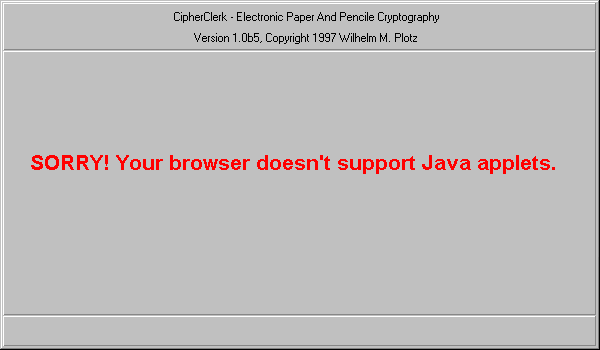 CipherClerk - Electronic Paper And Pencile Cryptography
Version 1.0b5, Copyright 1997 Wilhelm M. Plotz
SORRY! Your browser doesn't support Java applets.